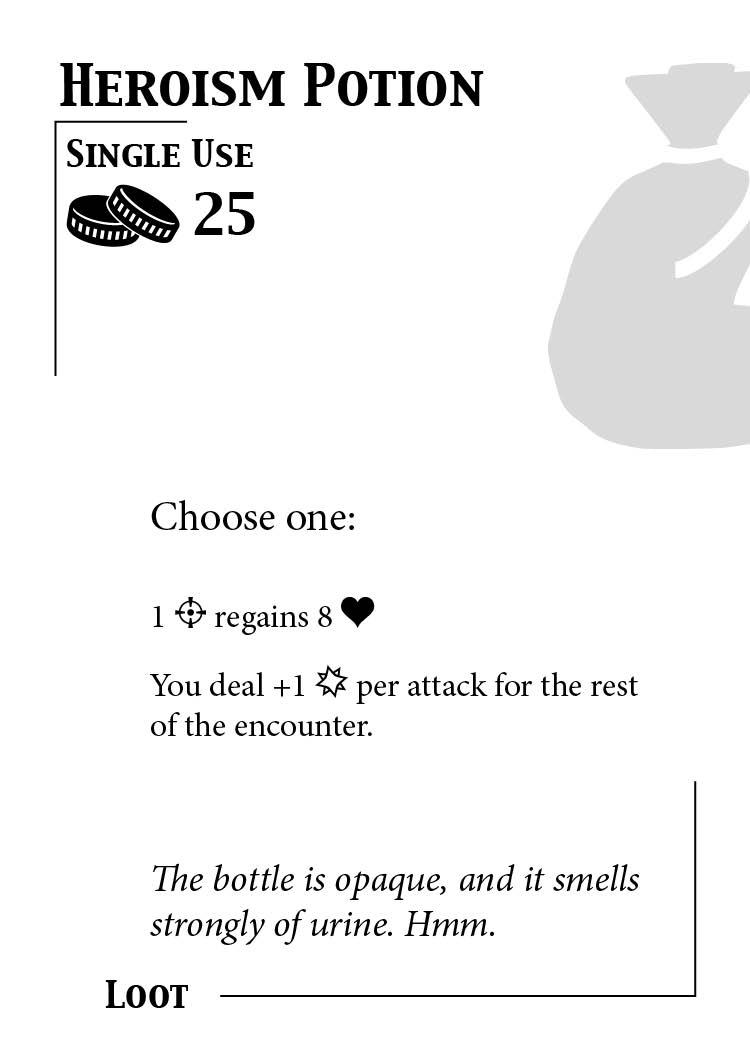 Heroism Potion
Single Use
25
Choose one:
1 regains 8
You deal +1 per attack for the rest
of the encounter.
The bottle is opaque, and it smells
strongly of urine. Hmm.
Loot